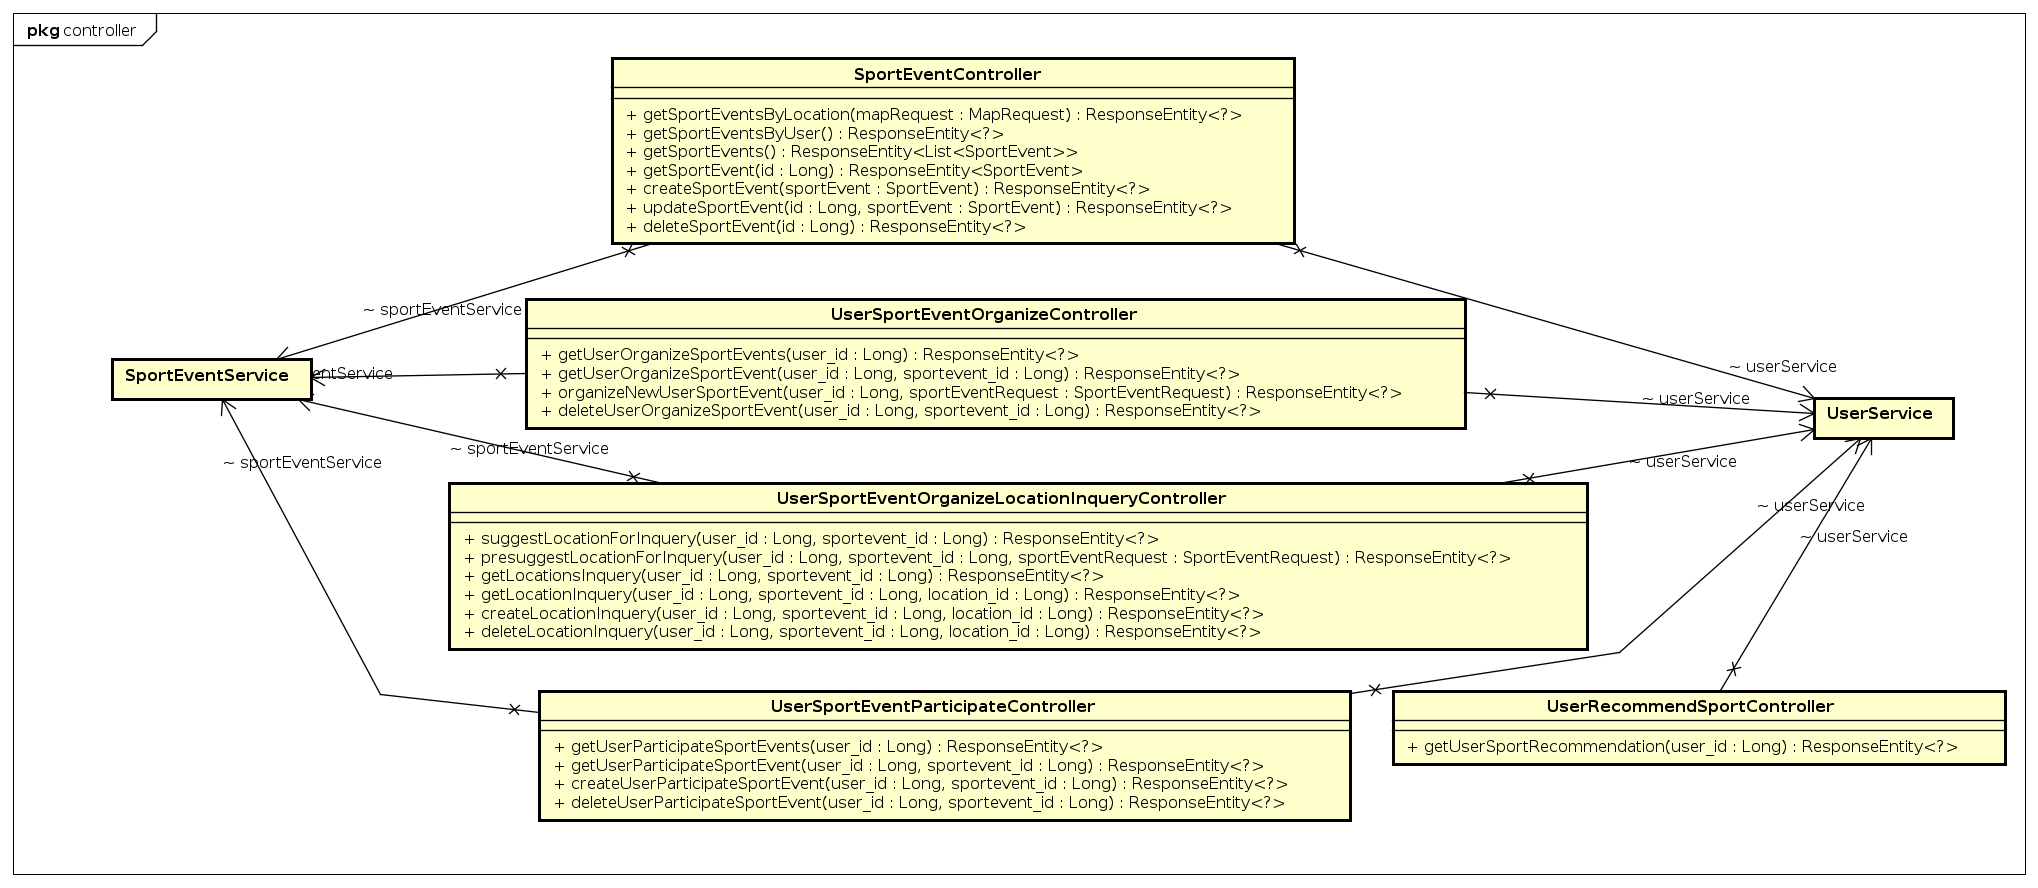 pkg controller
SportEventController
+ getSportEventsByLocation(mapRequest : MapRequest) : ResponseEntity<?>
+ getSportEventsByUser() : ResponseEntity<?>
+ getSportEvents() : ResponseEntity<List<SportEvent>>
+ getSportEvent(id : Long) : ResponseEntity<SportEvent>
+ createSportEvent(sportEvent : SportEvent) : ResponseEntity<?>
+ updateSportEvent(id : Long, sportEvent : SportEvent) : ResponseEntity<?>
+ deleteSportEvent(id : Long) : ResponseEntity<?>
~ sportEventService
UserSportEventOrganizeController
+ getUserOrganizeSportEvents(user_id : Long) : ResponseEntity<?>
+ getUserOrganizeSportEvent(user_id : Long, sportevent_id : Long) : ResponseEntity<?>
+ organizeNewUserSportEvent(user_id : Long, sportEventRequest : SportEventRequest) : ResponseEntity<?>
+ deleteUserOrganizeSportEvent(user_id : Long, sportevent_id : Long) : ResponseEntity<?>
SportEventService
entService
~ userService
~ userService
UserService
~ sportEventService
~ sportEventService
~ userService
UserSportEventOrganizeLocationInqueryController
+ suggestLocationForInquery(user_id : Long, sportevent_id : Long) : ResponseEntity<?>
+ presuggestLocationForInquery(user_id : Long, sportevent_id : Long, sportEventRequest : SportEventRequest) : ResponseEntity<?>
+ getLocationsInquery(user_id : Long, sportevent_id : Long) : ResponseEntity<?>
+ getLocationInquery(user_id : Long, sportevent_id : Long, location_id : Long) : ResponseEntity<?>
+ createLocationInquery(user_id : Long, sportevent_id : Long, location_id : Long) : ResponseEntity<?>
+ deleteLocationInquery(user_id : Long, sportevent_id : Long, location_id : Long) : ResponseEntity<?>
~ userService
~ userService
UserSportEventParticipateController
+ getUserParticipateSportEvents(user_id : Long) : ResponseEntity<?>
+ getUserParticipateSportEvent(user_id : Long, sportevent_id : Long) : ResponseEntity<?>
+ createUserParticipateSportEvent(user_id : Long, sportevent_id : Long) : ResponseEntity<?>
+ deleteUserParticipateSportEvent(user_id : Long, sportevent_id : Long) : ResponseEntity<?>
UserRecommendSportController
+ getUserSportRecommendation(user_id : Long) : ResponseEntity<?>